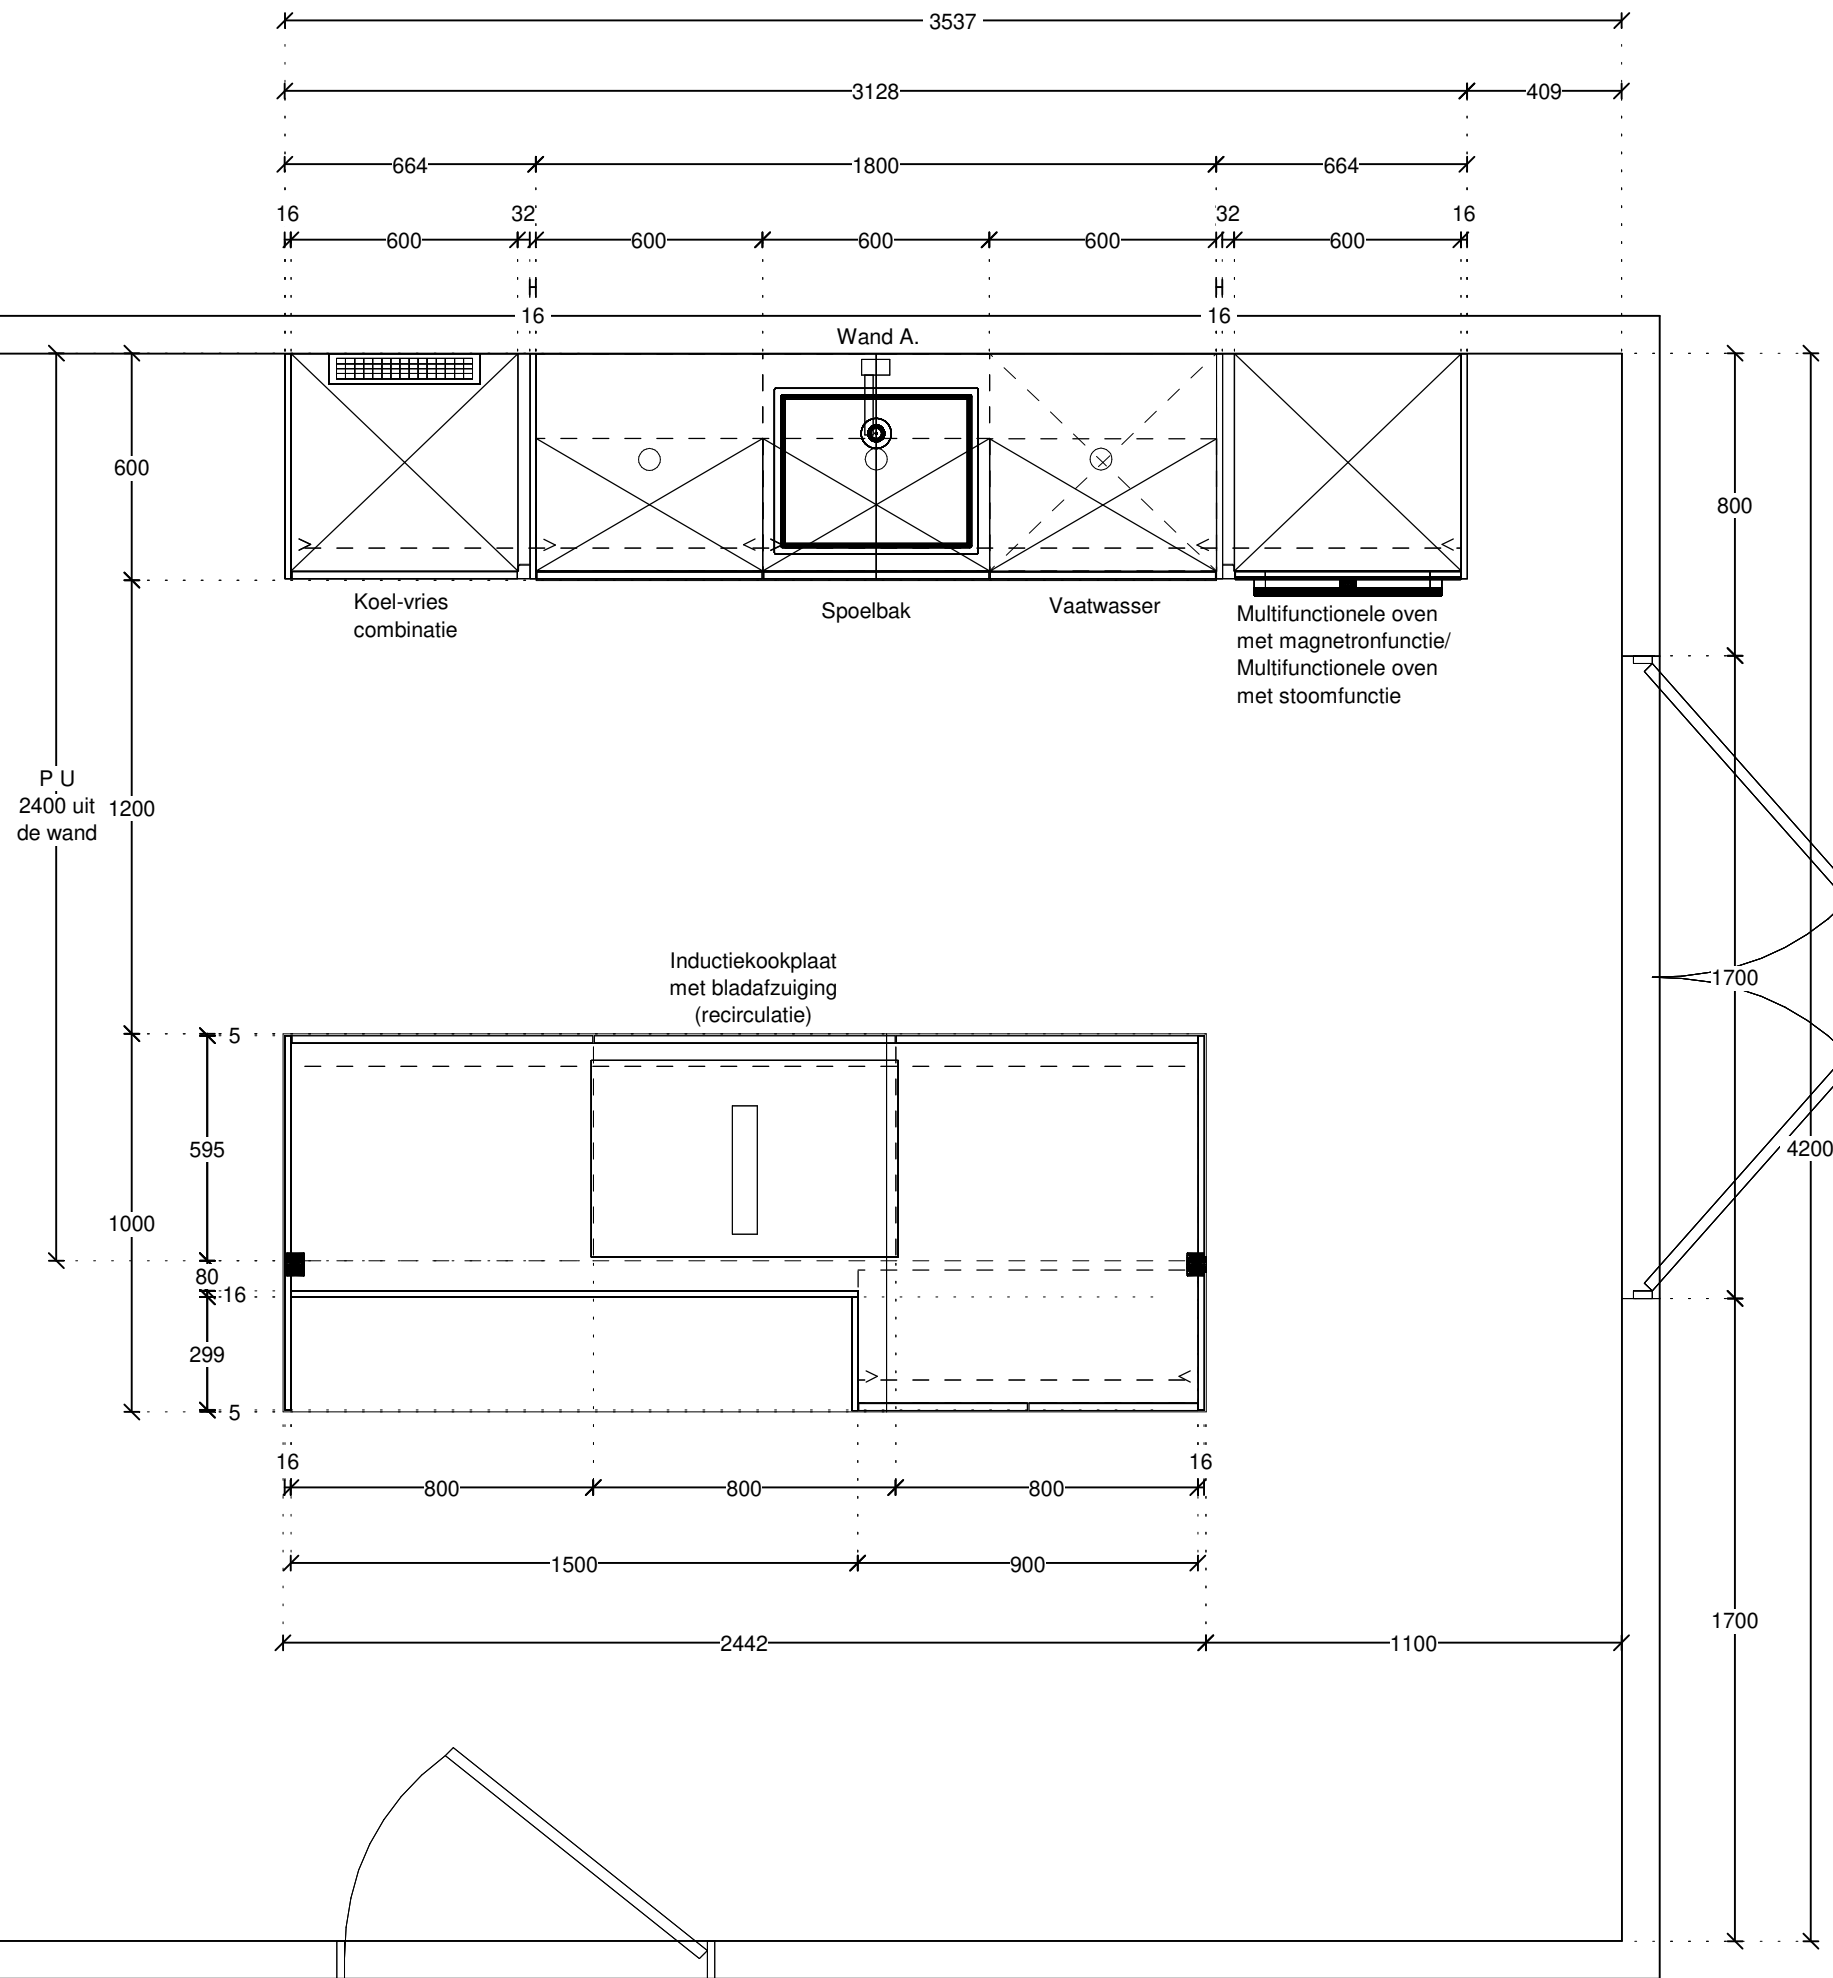 3537
3128
409
664
1800
664
16
32
32
16
600
600
600
600
600
16
16
Wand A.
600
800
Koel-vries
combinatie
Spoelbak
Vaatwasser
Multifunctionele oven
met magnetronfunctie/
Multifunctionele oven
met stoomfunctie
P U
2400 uit
de wand
1200
Inductiekookplaat
met bladafzuiging
(recirculatie)
1700
5
595
4200
1000
80
16
299
5
16
16
800
800
800
1500
900
1700
2442
1100